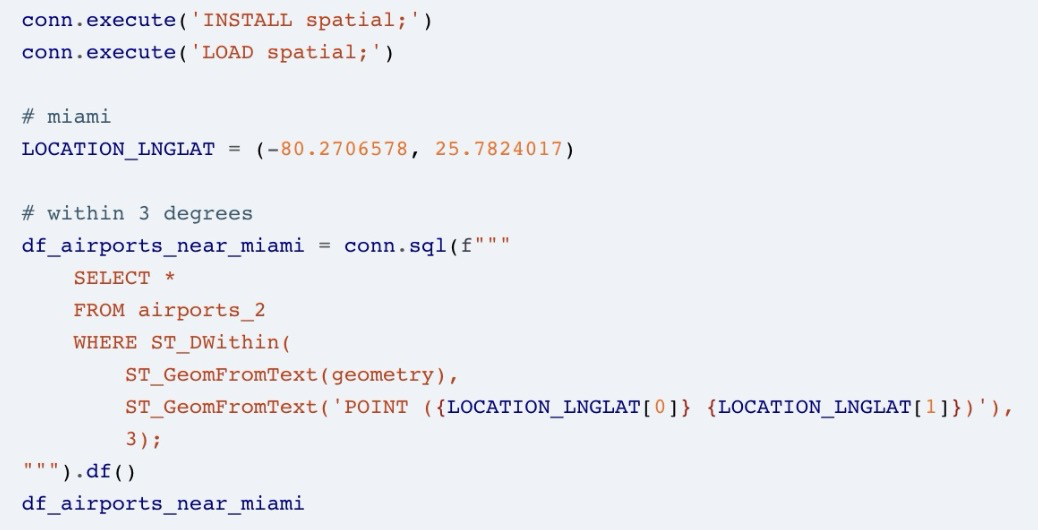 conn.execute('INSTALL spatial;')
conn.execute('LOAD spatial;')

# miami
LOCATION_LNGLAT = (-80.2706578, 25.7824017)

# within 3 degrees
df_airports_near_miami = conn.sql(f"""
    SELECT *
    FROM airports_2
    WHERE ST_DWithin(
        ST_GeomFromText(geometry),
        ST_GeomFromText('POINT ({LOCATION_LNGLAT[0]} {LOCATION_LNGLAT[1]})'),
        3);
""").df()
df_airports_near_miami